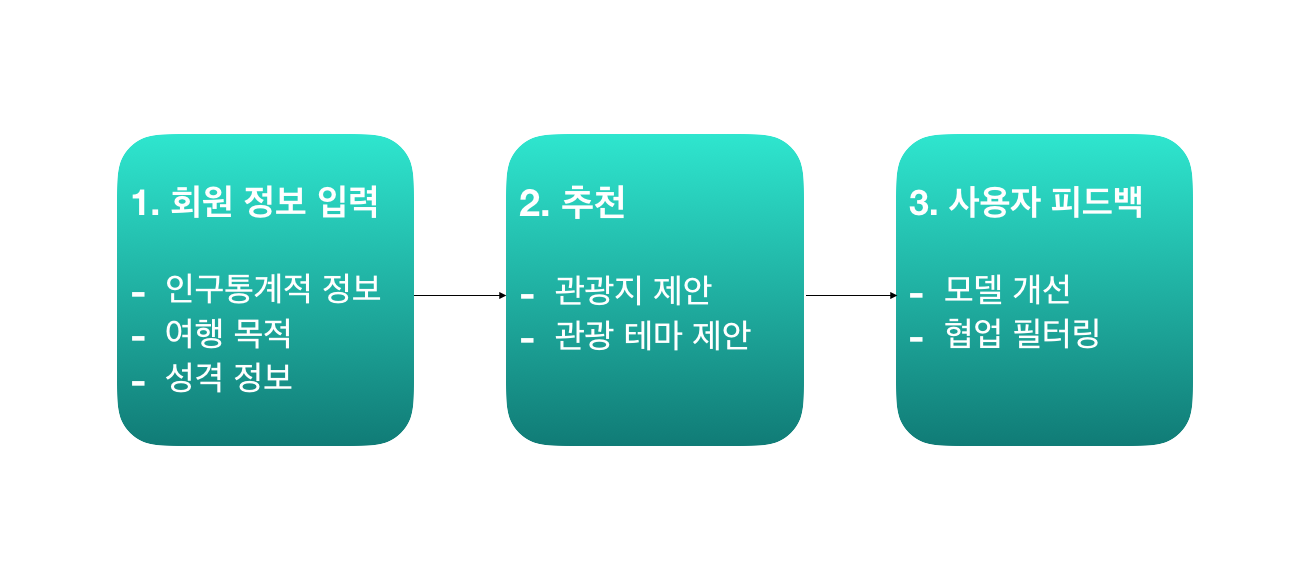 1. 회원 정보 입력
- 인구통계적 정보
- 여행 목적
- 성격 정보
2. 추천
- 관광지 제안
- 관광 테마 제안
3. 사용자 피드백
- 모델 개선
- 협업 필터링